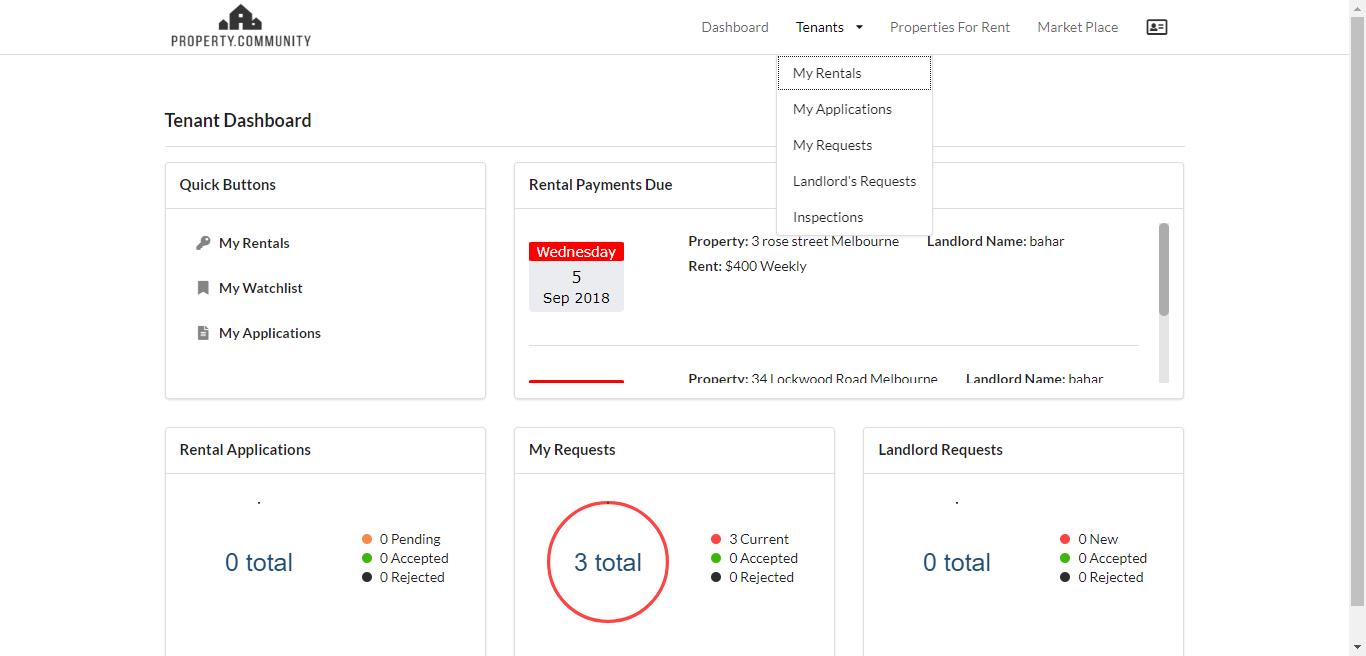 PROPERTY.COMMUNITY
Dashboard
Tenants
Properties For Rent
Market Place
My Rentals
My Applications
My Requests
Landlord's Requests
Inspections
Tenant Dashboard
Quick Buttons
My Rentals
My Watchlist
My Applications
Rental Payments Due
Wednesday
5
Sep 2018
Property: 3 rose street Melbourne
Landlord Name: bahar
Rent: $400 Weekly
Property: 34 Lockwood Road Melbourne
Landlord Name: bahar
Rental Applications
0 total
0 Pending
0 Accepted
0 Rejected
My Requests
3 total
3 Current
0 Accepted
0 Rejected
Landlord Requests
0 total
0 New
0 Accepted
0 Rejected